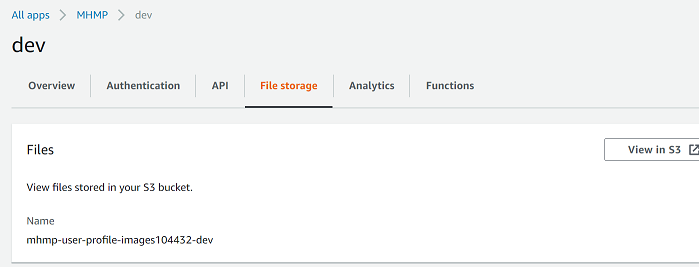 All apps > MHMP > dev
dev
Overview Authentication API File storage Analytics Functions
Files
View in S3
View files stored in your S3 bucket.
Name
mhmp-user-profile-images104432-dev